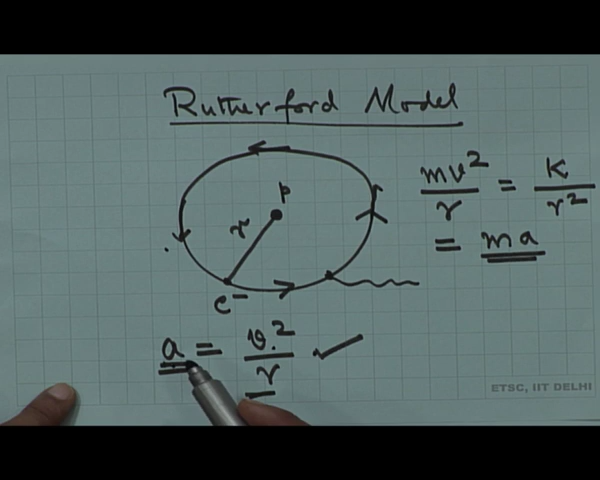 Rutherford Model
p
r
e⁻
mv²/r = K/r²
= ma
a = v²/r ✓
ETSC, IIT DELHI